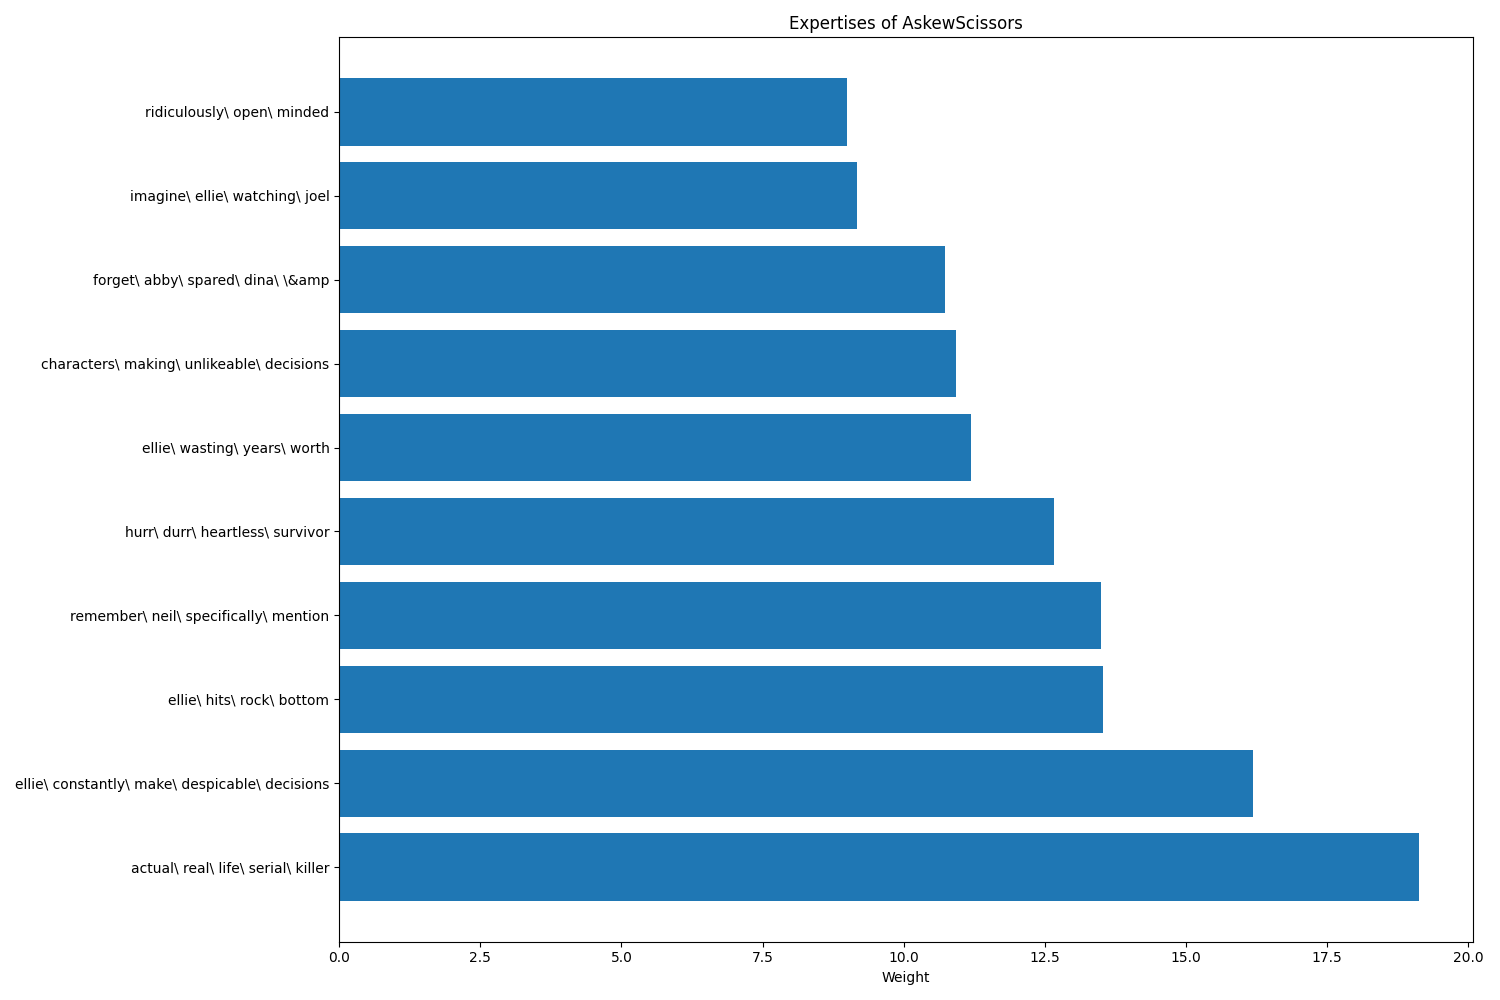 Expertises of AskewScissors
ridiculously\ open\ minded
imagine\ ellie\ watching\ joel
forget\ abby\ spared\ dina\ \&amp
characters\ making\ unlikeable\ decisions
ellie\ wasting\ years\ worth
hurr\ durr\ heartless\ survivor
remember\ neil\ specifically\ mention
ellie\ hits\ rock\ bottom
ellie\ constantly\ make\ despicable\ decisions
actual\ real\ life\ serial\ killer
0.0 2.5 5.0 7.5 10.0 12.5 15.0 17.5 20.0
Weight